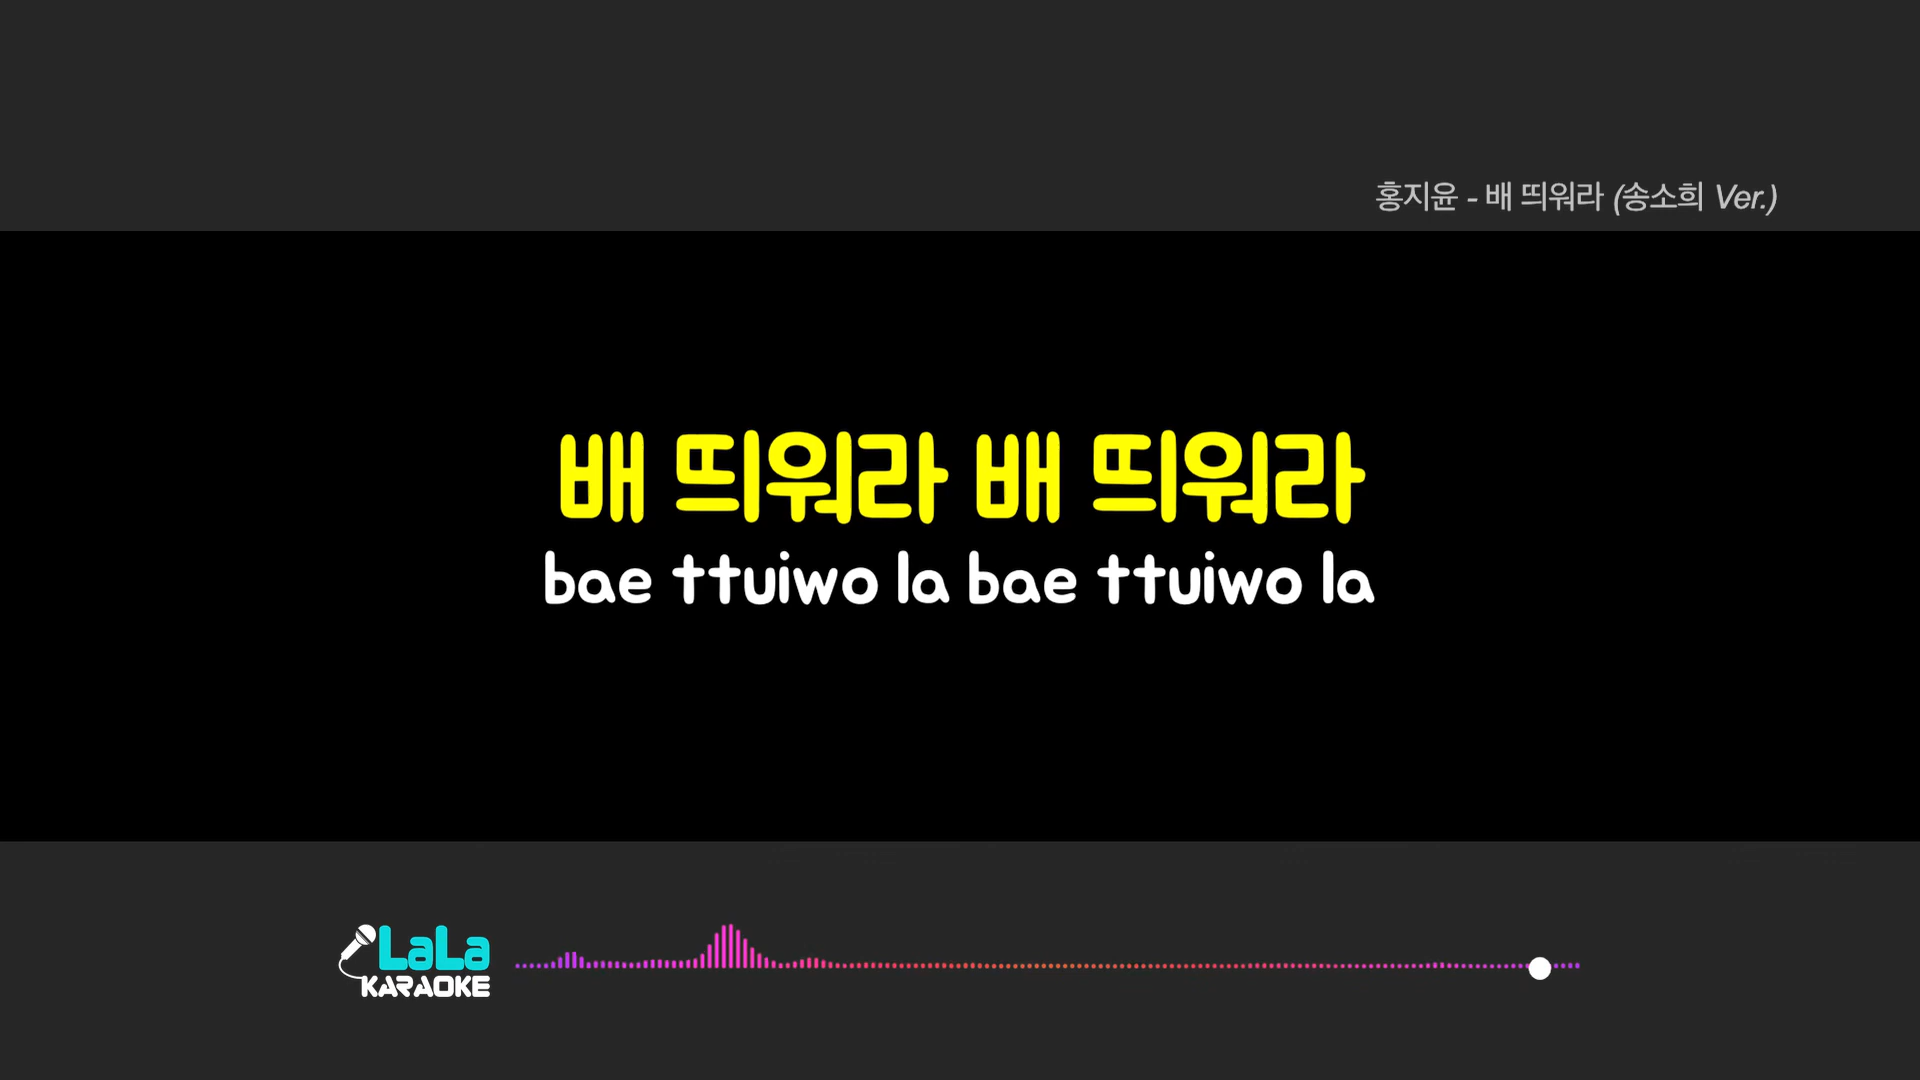 홍지윤 - 배 띄워라 (송소희 Ver.)
배 띄워라 배 띄워라
bae ttuiwo la bae ttuiwo la
LaLa
KARAOKE